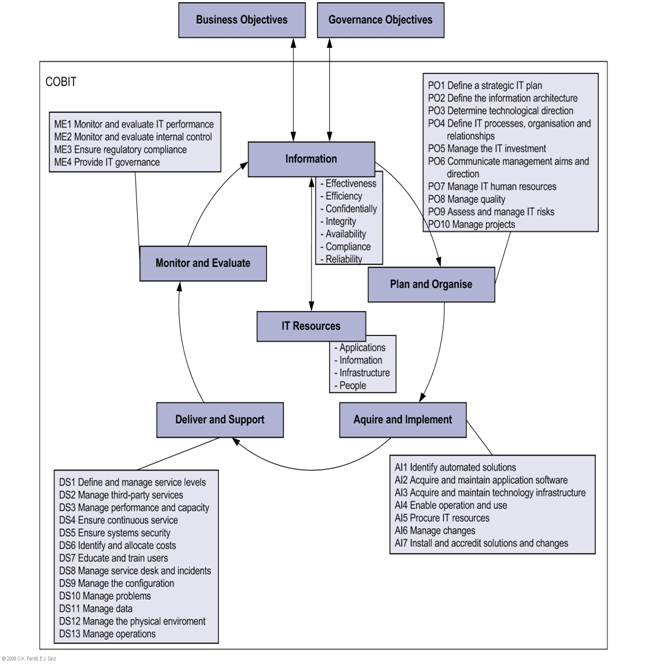 Business Objectives
Governance Objectives
COBIT
ME1 Monitor and evaluate IT performance
ME2 Monitor and evaluate internal control
ME3 Ensure regulatory compliance
ME4 Provide IT governance
PO1 Define a strategic IT plan
PO2 Define the information architecture
PO3 Determine technological direction
PO4 Define IT processes, organisation and
relationships
PO5 Manage the IT investment
PO6 Communicate management aims and
direction
PO7 Manage IT human resources
PO8 Manage quality
PO9 Assess and manage IT risks
PO10 Manage projects
Information
- Effectiveness
- Efficiency
- Confidentially
- Integrity
- Availability
- Compliance
- Reliability
Monitor and Evaluate
Plan and Organise
IT Resources
- Applications
- Information
- Infrastructure
- People
Deliver and Support
Aquire and Implement
DS1 Define and manage service levels
DS2 Manage third-party services
DS3 Manage performance and capacity
DS4 Ensure continuous service
DS5 Ensure systems security
DS6 Identify and allocate costs
DS7 Educate and train users
DS8 Manage service desk and incidents
DS9 Manage the configuration
DS10 Manage problems
DS11 Manage data
DS12 Manage the physical enviroment
DS13 Manage operations
AI1 Identify automated solutions
AI2 Acquire and maintain application software
AI3 Acquire and maintain technology infrastructure
AI4 Enable operation and use
AI5 Procure IT resources
AI6 Manage changes
AI7 Install and accredit solutions and changes
© 2008 O.K. Ferstl, E.J. Sinz